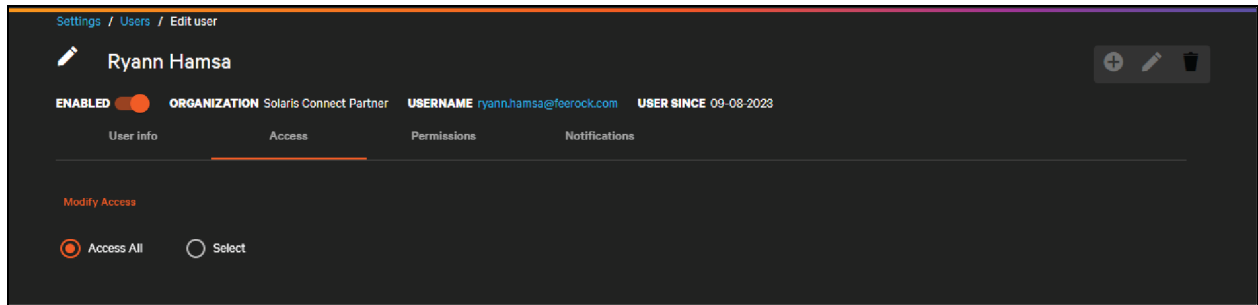 Settings / Users / Edit user
Ryann Hamsa
ENABLED ORGANIZATION Solaris Connect Partner USERNAME ryann.hamsa@feerock.com USER SINCE 09-08-2023
User info Access Permissions Notifications
Modify Access
Access All Select